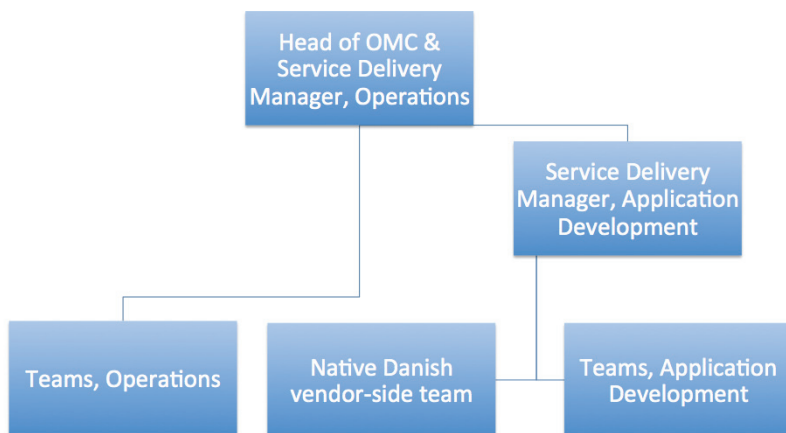 Head of OMC &
Service Delivery
Manager, Operations
Service Delivery
Manager, Application
Development
Teams, Operations
Native Danish
vendor-side team
Teams, Application
Development